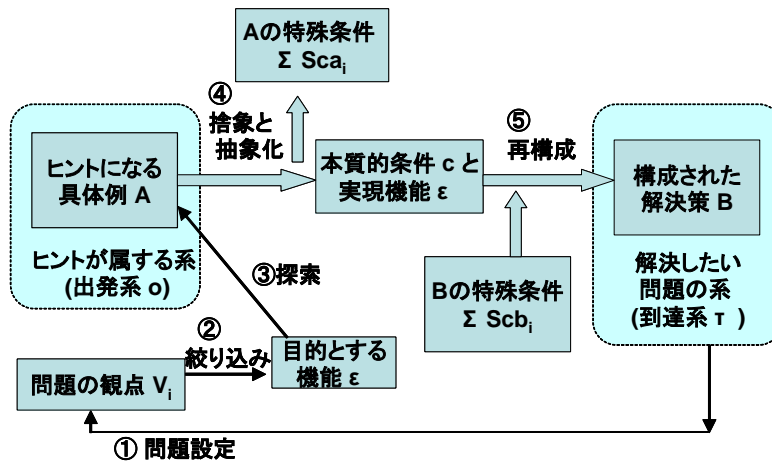 Aの特殊条件
Σ Scaᵢ
④
捨象と
抽象化
⑤
再構成
ヒントになる
具体例 A
本質的条件 c と
実現機能 ε
構成された
解決策 B
ヒントが属する系
(出発系 o)
③探索
Bの特殊条件
Σ Scbᵢ
解決したい
問題の系
(到達系 τ )
②
絞り込み
目的とする
機能 ε
問題の観点 Vᵢ
① 問題設定